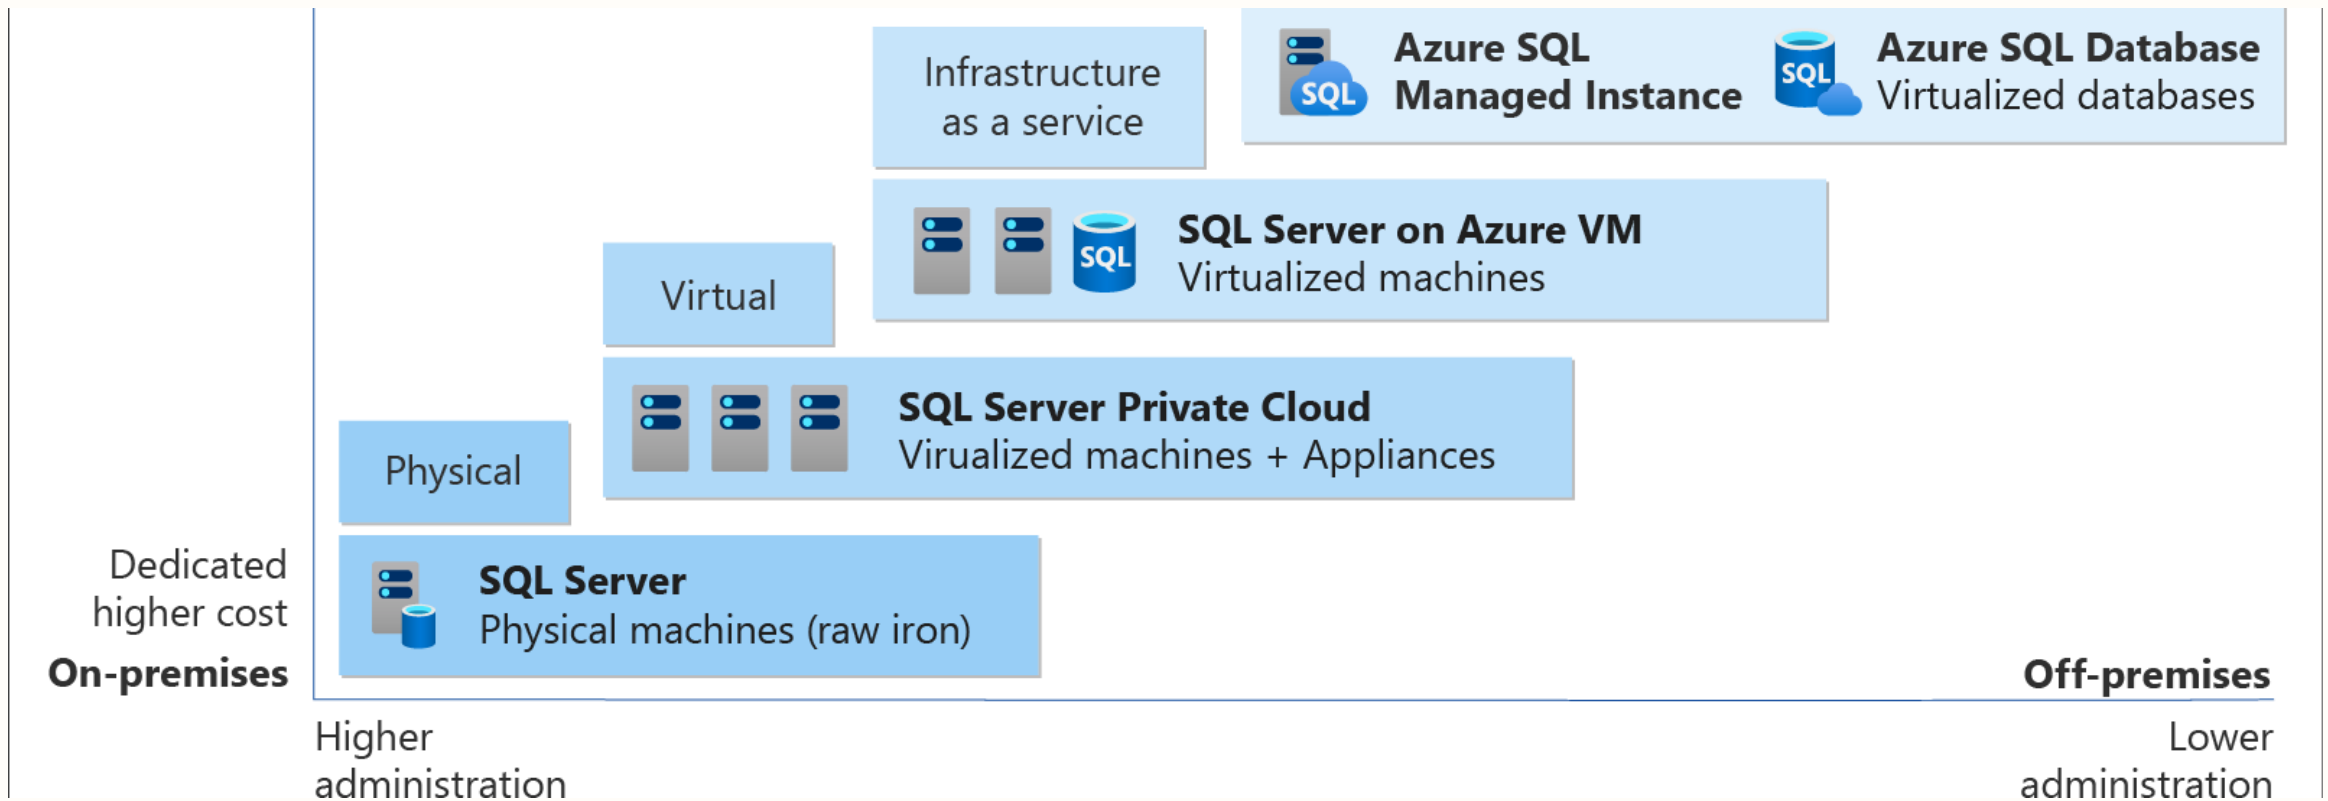 Azure SQL
Managed Instance
SQL
Azure SQL Database
Virtualized databases
SQL
Infrastructure
as a service
SQL Server on Azure VM
Virtualized machines
SQL
Virtual
SQL Server Private Cloud
Virualized machines + Appliances
Physical
SQL Server
Physical machines (raw iron)
Dedicated
higher cost
On-premises
Off-premises
Higher
administration
Lower
administration